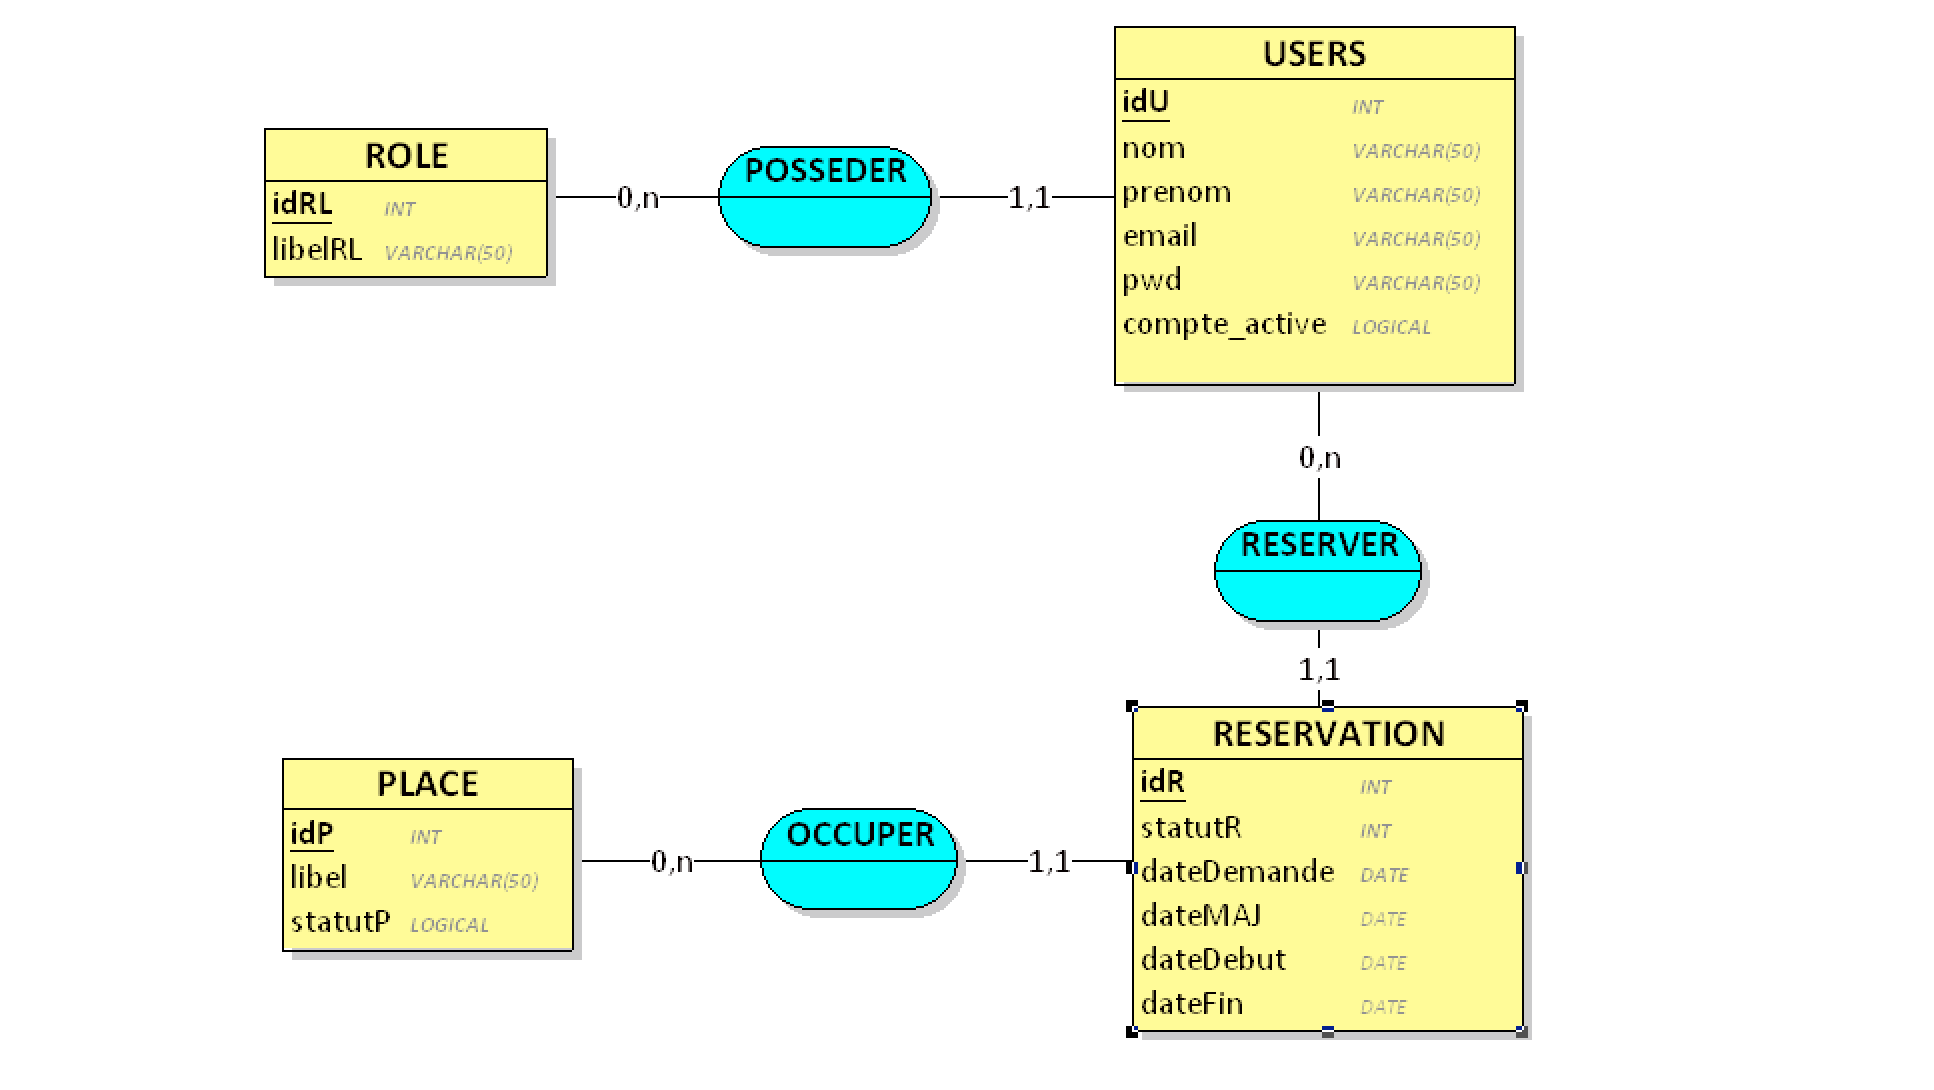 USERS
idU INT
nom VARCHAR(50)
prenom VARCHAR(50)
email VARCHAR(50)
pwd VARCHAR(50)
compte_active LOGICAL
ROLE
idRL INT
libelRL VARCHAR(50)
0,n
POSSEDER
1,1
0,n
RESERVER
1,1
RESERVATION
idR INT
statutR INT
dateDemande DATE
dateMAJ DATE
dateDebut DATE
dateFin DATE
PLACE
idP INT
libel VARCHAR(50)
statutP LOGICAL
0,n
OCCUPER
1,1